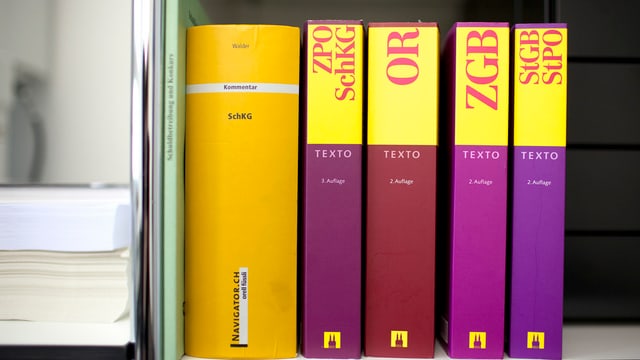 Schuldbetreibung und Konkurs
Walder
Kommentar
SchKG
NAVIGATOR.CH
orell füssli
ZPO
SchKG
TEXTO
3. Auflage
OR
TEXTO
2. Auflage
ZGB
TEXTO
2. Auflage
StGB
StPO
TEXTO
2. Auflage